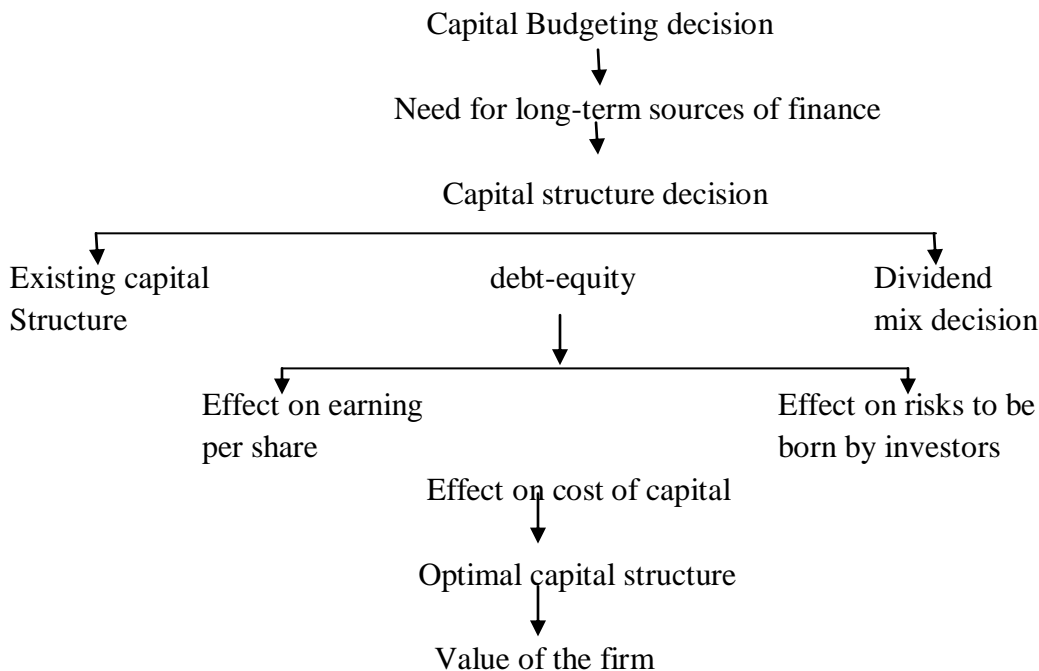 Capital Budgeting decision
Need for long-term sources of finance
Capital structure decision
Existing capital
Structure
debt-equity
Dividend
mix decision
Effect on earning
per share
Effect on risks to be
born by investors
Effect on cost of capital
Optimal capital structure
Value of the firm